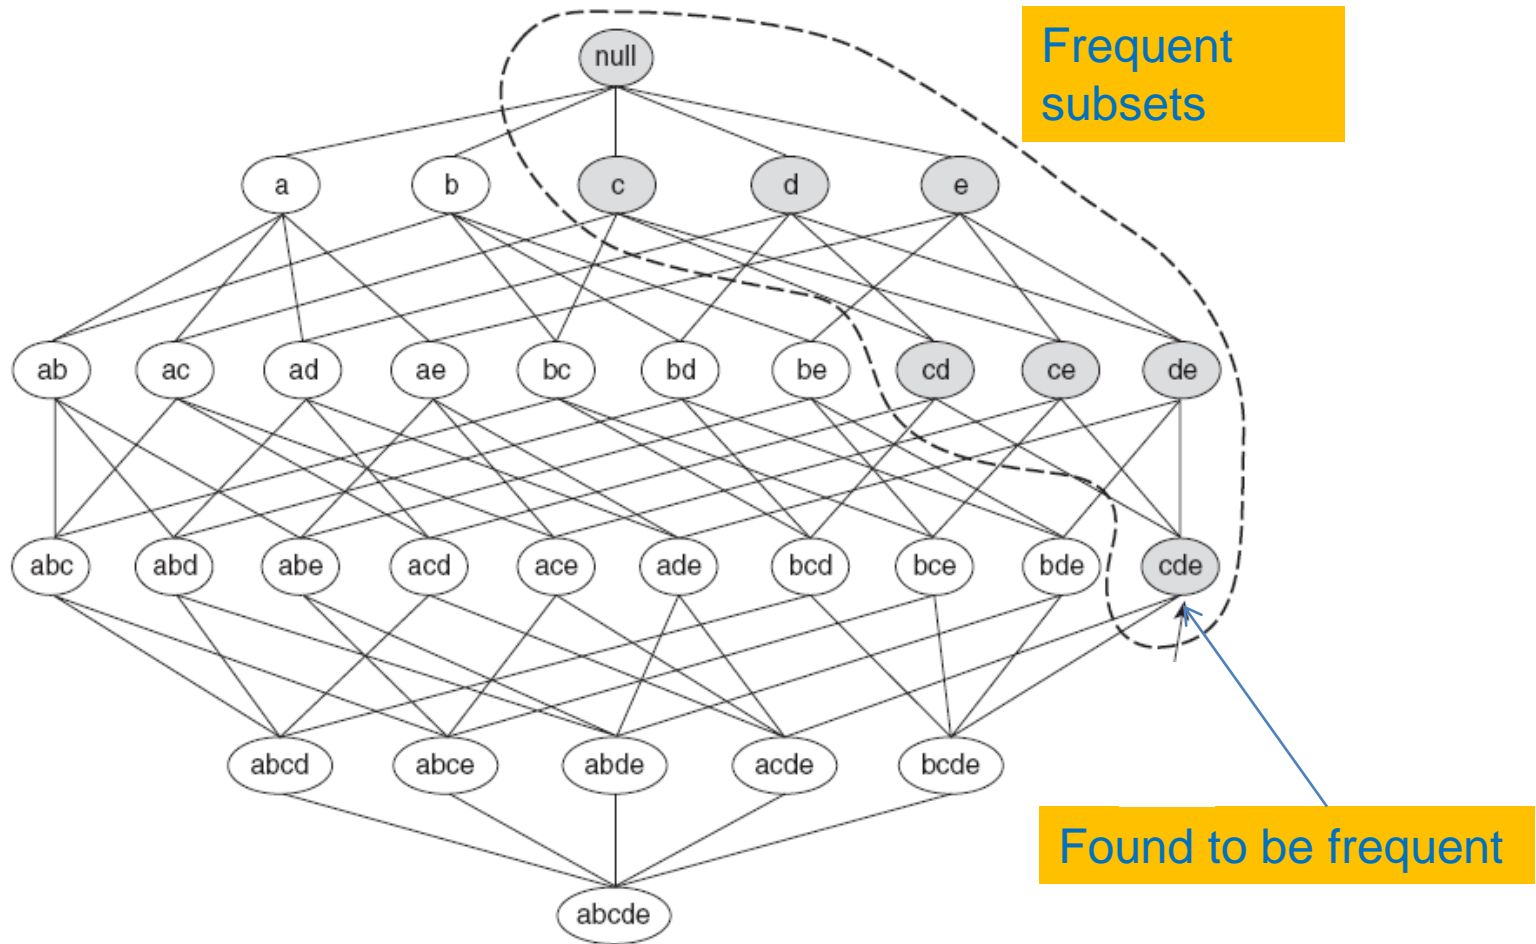 Frequent
subsets
null
a b c d e
ab ac ad ae bc bd be cd ce de
abc abd abe acd ace ade bcd bce bde cde
abcd abce abde acde bcde
Found to be frequent
abcde